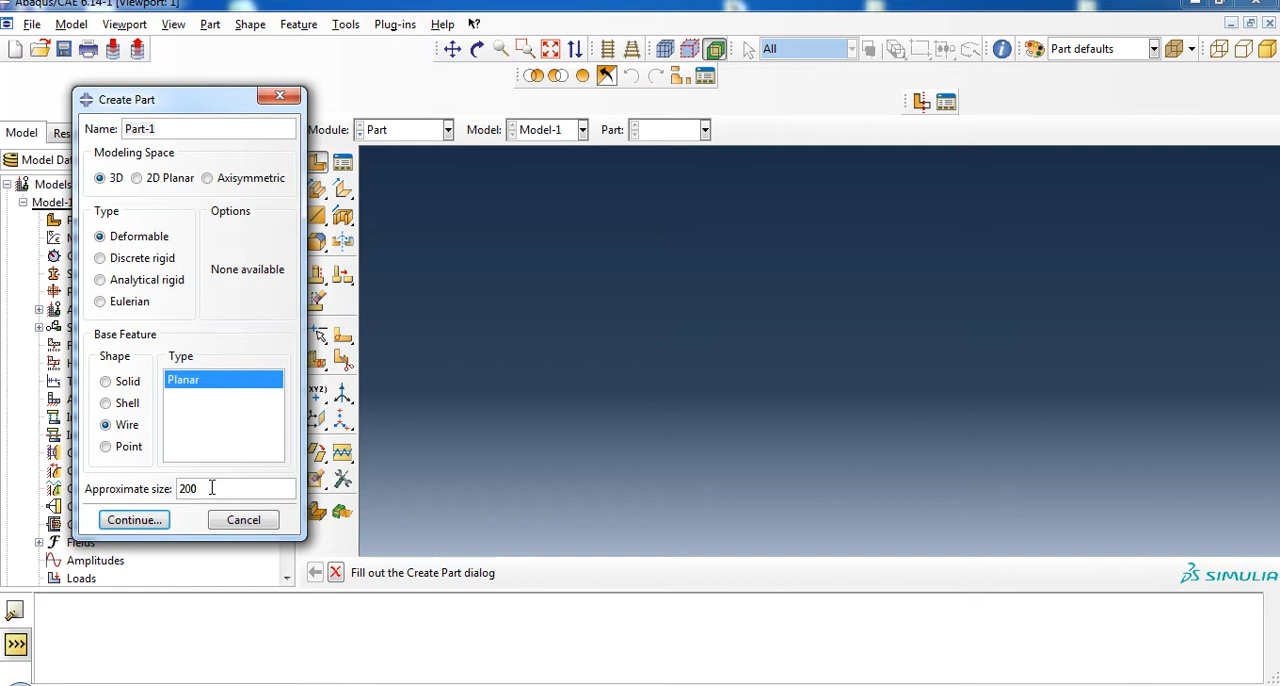 Abaqus/CAE 6.14-1 [Viewport: 1]
File Model Viewport View Part Shape Feature Tools Plug-ins Help
All
Part defaults
Create Part
Name: Part-1
Module: Part Model: Model-1 Part:
Model Res
Modeling Space
Model Da
3D 2D Planar Axisymmetric
Models
Model-1
Type Options
Deformable
Discrete rigid
None available
Analytical rigid
Eulerian
Base Feature
Shape Type
Solid Planar
Shell
Wire
Point
(XYZ)
Approximate size: 200
Continue... Cancel
Fields
Amplitudes
Loads
Fill out the Create Part dialog
SIMULIA
>>>